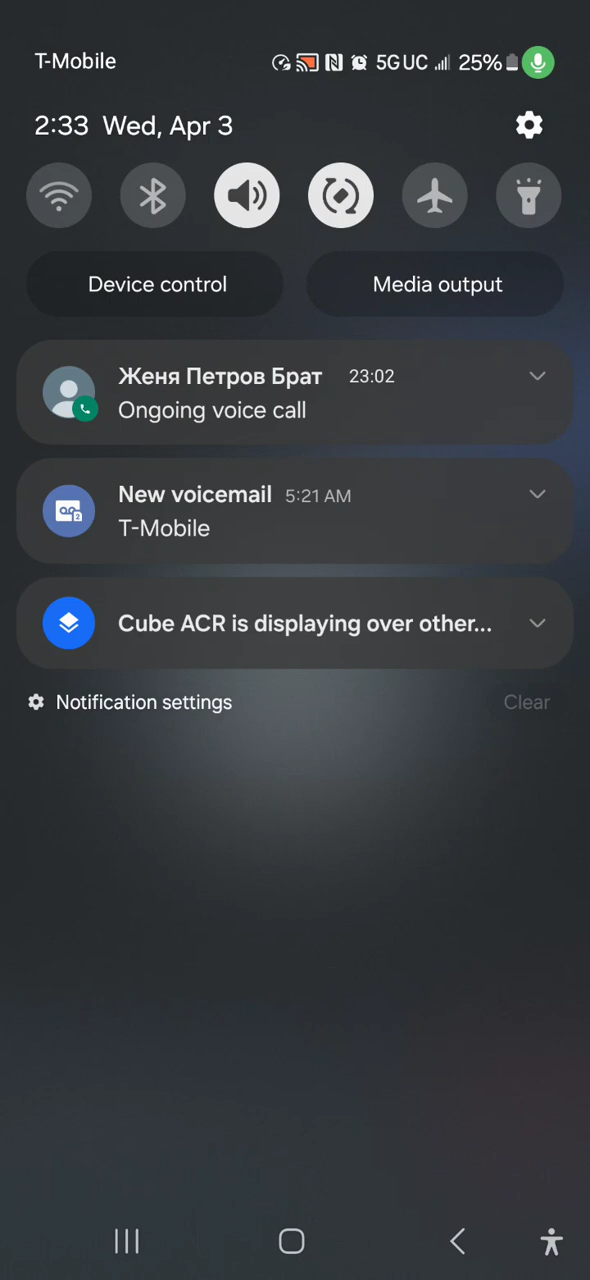 T-Mobile 5G UC 25%
2:33 Wed, Apr 3
Device control Media output
Женя Петров Брат 23:02
Ongoing voice call
New voicemail 5:21 AM
T-Mobile
Cube ACR is displaying over other...
Notification settings Clear